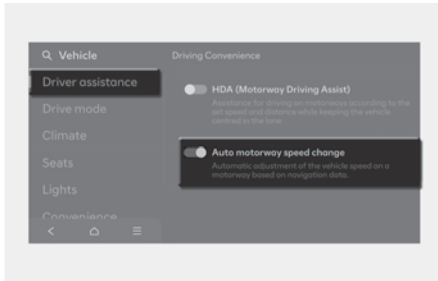 Vehicle
Driver assistance
Drive mode
Climate
Seats
Lights
Convenience
Driving Convenience
HDA (Motorway Driving Assist)
Assistance for driving on motorways according to the
set speed and distance while keeping the vehicle
centred in the lane
Auto motorway speed change
Automatic adjustment of the vehicle speed on a
motorway based on navigation data.